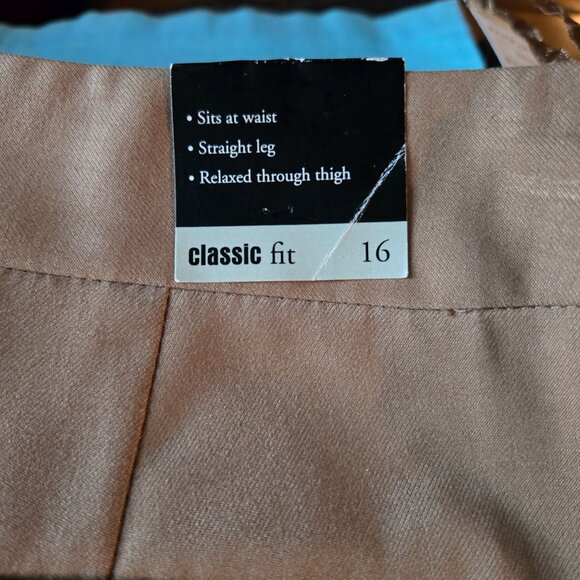 • Sits at waist
• Straight leg
• Relaxed through thigh
classic fit 16